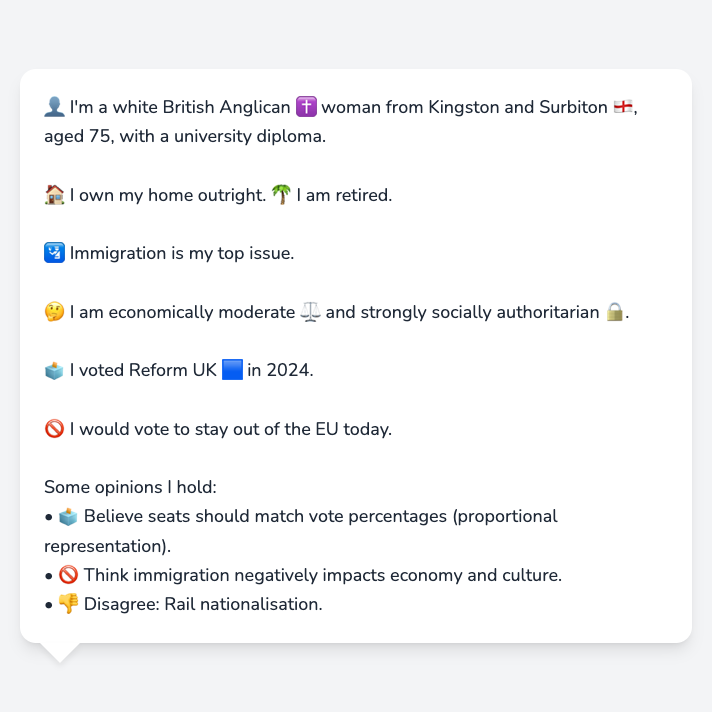 👤 I'm a white British Anglican ✝️ woman from Kingston and Surbiton 🏴󠁧󠁢󠁥󠁮󠁧󠁿,
aged 75, with a university diploma.
🏠 I own my home outright. 🌴 I am retired.
🛂 Immigration is my top issue.
🤔 I am economically moderate ⚖️ and strongly socially authoritarian 🔒.
🗳️ I voted Reform UK 🟦 in 2024.
🚫 I would vote to stay out of the EU today.
Some opinions I hold:
• 🗳️ Believe seats should match vote percentages (proportional
representation).
• 🚫 Think immigration negatively impacts economy and culture.
• 👎 Disagree: Rail nationalisation.